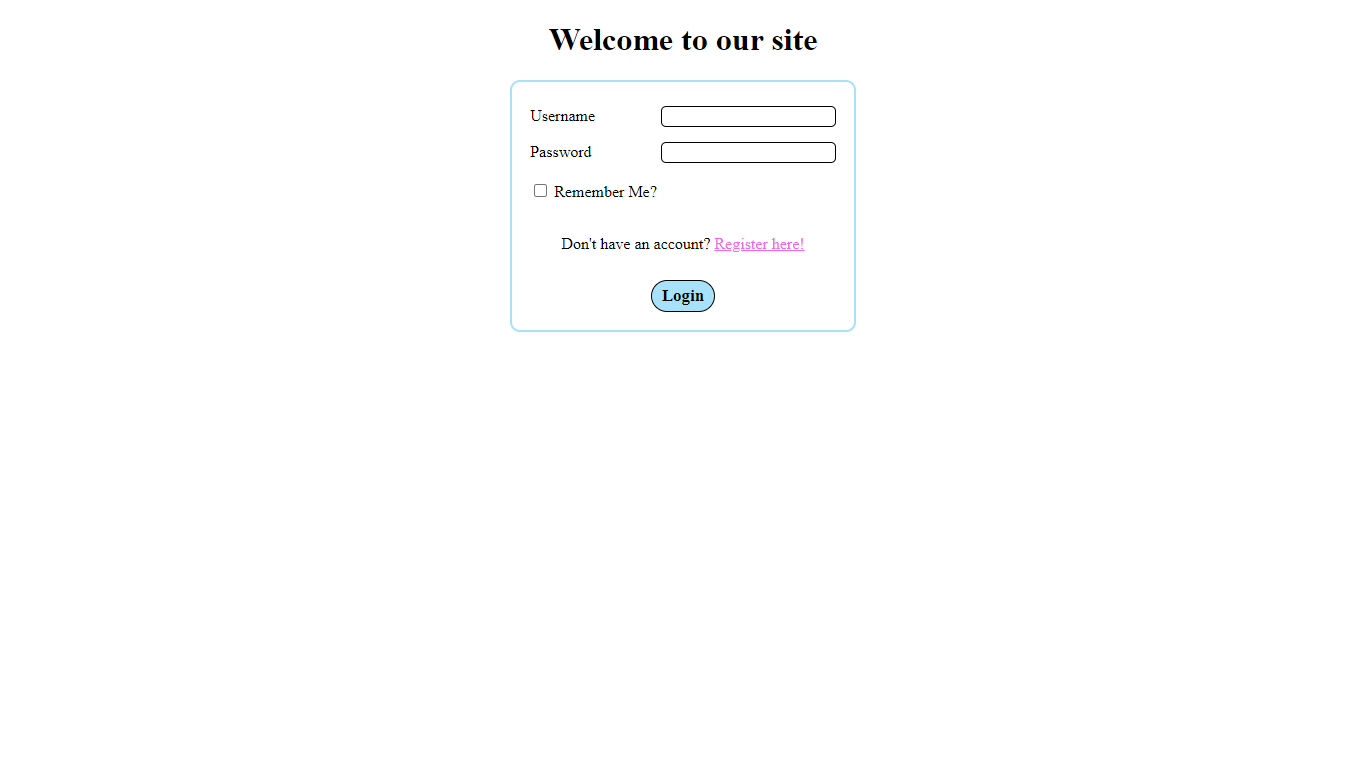 Welcome to our site
Username
Password
Remember Me?
Don't have an account? Register here!
Login